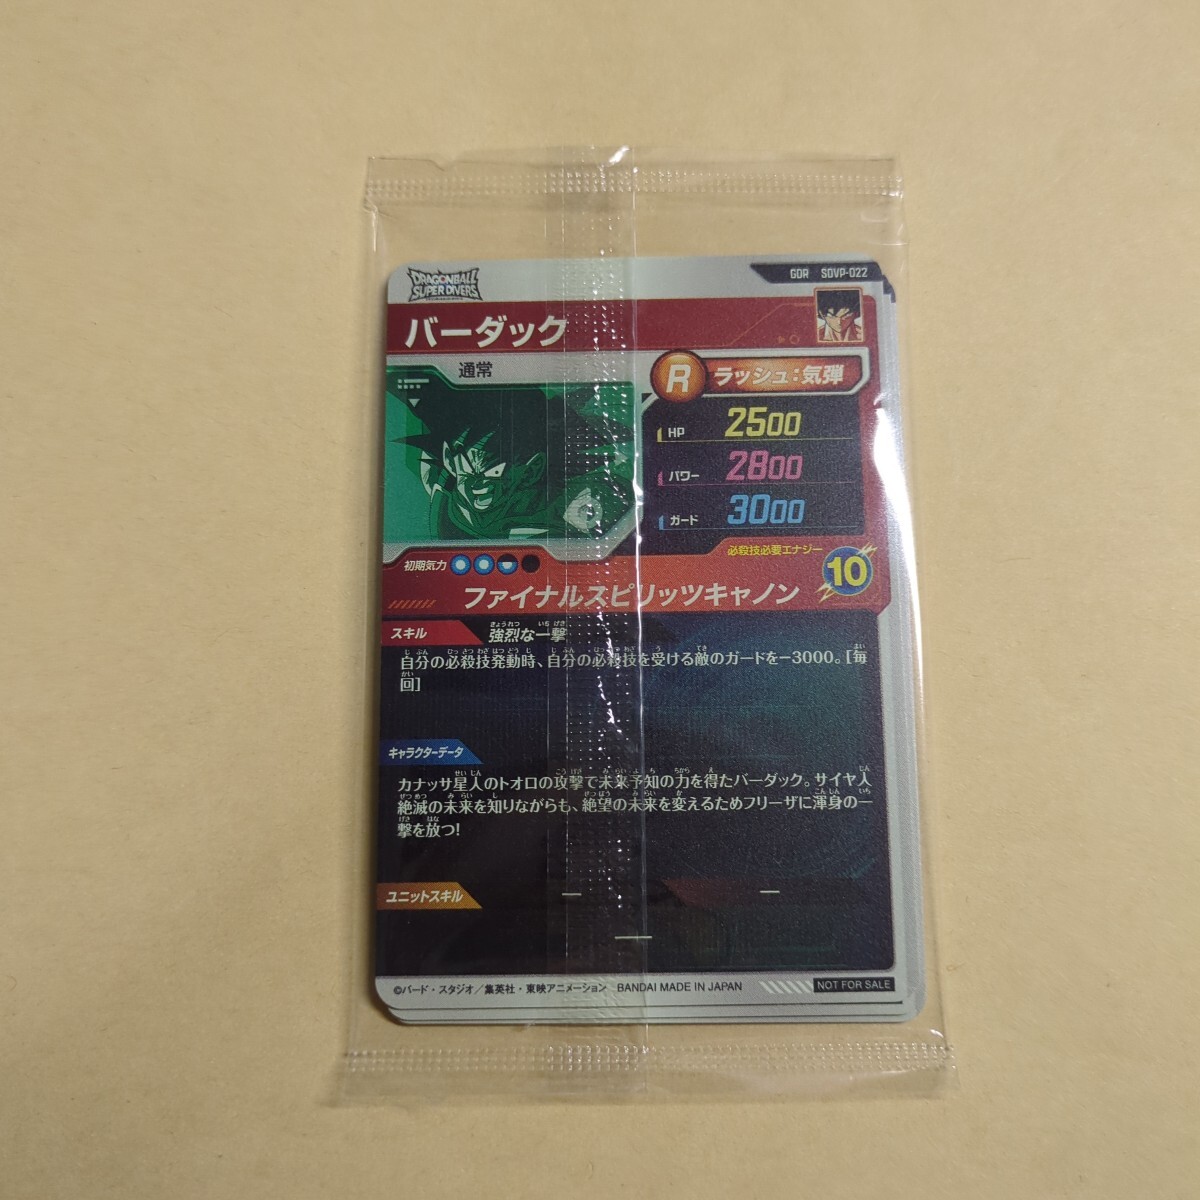 DRAGONBALL
SUPER DIVERS
GDR SDVP-022
バーダック
通常
R ラッシュ:気弾
HP 2500
パワー 2800
ガード 3000
必殺技必要エナジー
10
初期気力
ファイナルスピリッツキャノン
スキル 強烈な一撃
自分の必殺技発動時、自分の必殺技を受ける敵のガードを-3000。[毎
回]
キャラクターデータ
カナッサ星人のトオロの攻撃で未来予知の力を得たバーダック。サイヤ人
絶滅の未来を知りながらも、絶望の未来を変えるためフリーザに渾身の一
撃を放つ!
ユニットスキル ー ー
ー
©バード・スタジオ/集英社・東映アニメーション BANDAI MADE IN JAPAN NOT FOR SALE